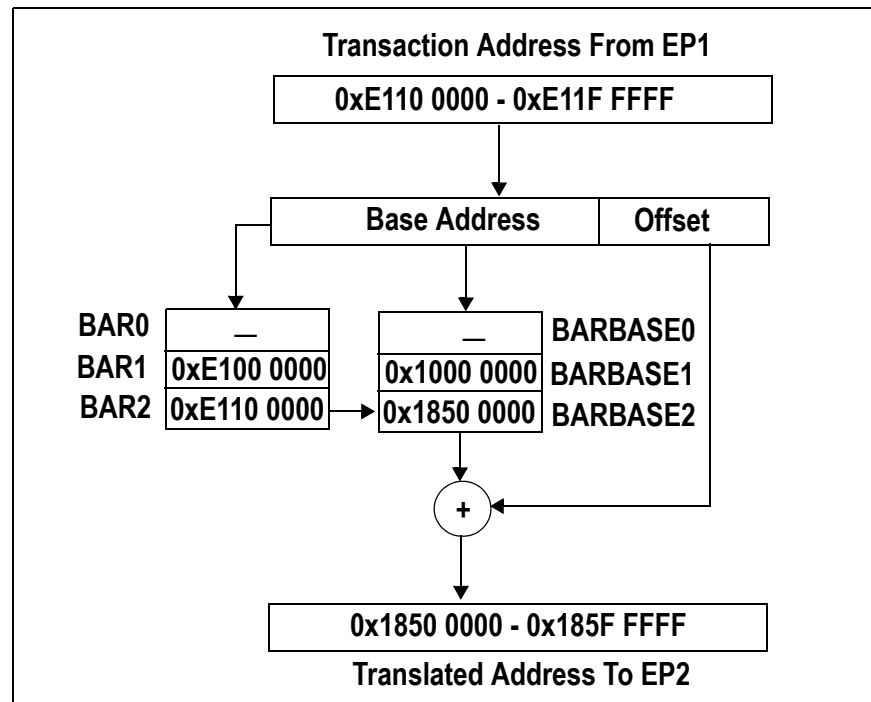 Transaction Address From EP1
0xE110 0000 - 0xE11F FFFF
Base Address Offset
BAR0 — — BARBASE0
BAR1 0xE100 0000 0x1000 0000 BARBASE1
BAR2 0xE110 0000 0x1850 0000 BARBASE2
+
0x1850 0000 - 0x185F FFFF
Translated Address To EP2